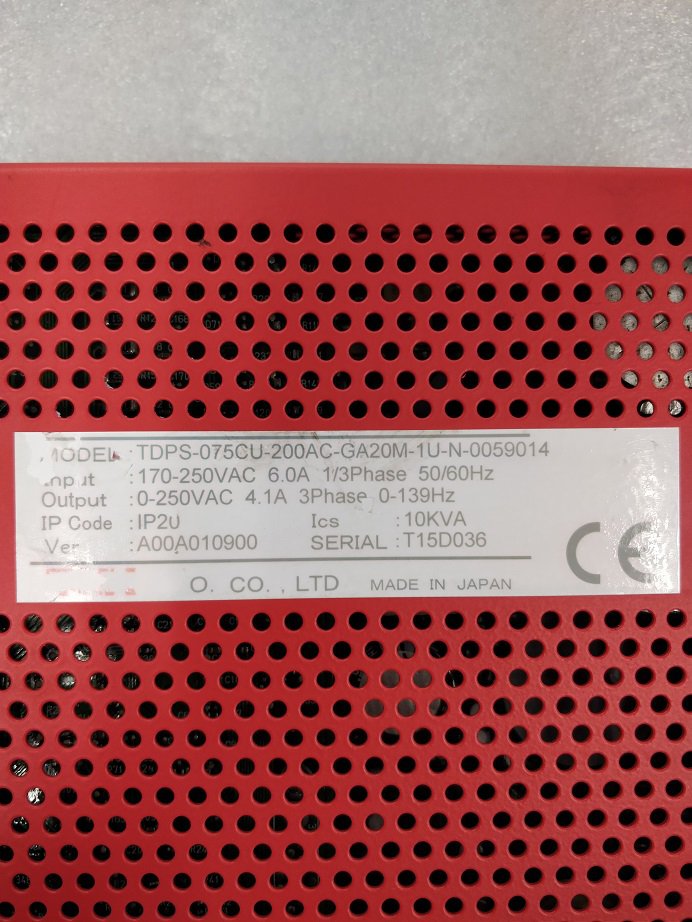 MODEL : TDPS-075CU-200AC-GA20M-1U-N-0059014
Input : 170-250VAC 6.0A 1/3Phase 50/60Hz
Output : 0-250VAC 4.1A 3Phase 0-139Hz
IP Code : IP20 Ics : 10KVA
Ver : A00A010900 SERIAL : T15D036
O. CO., LTD MADE IN JAPAN
CE